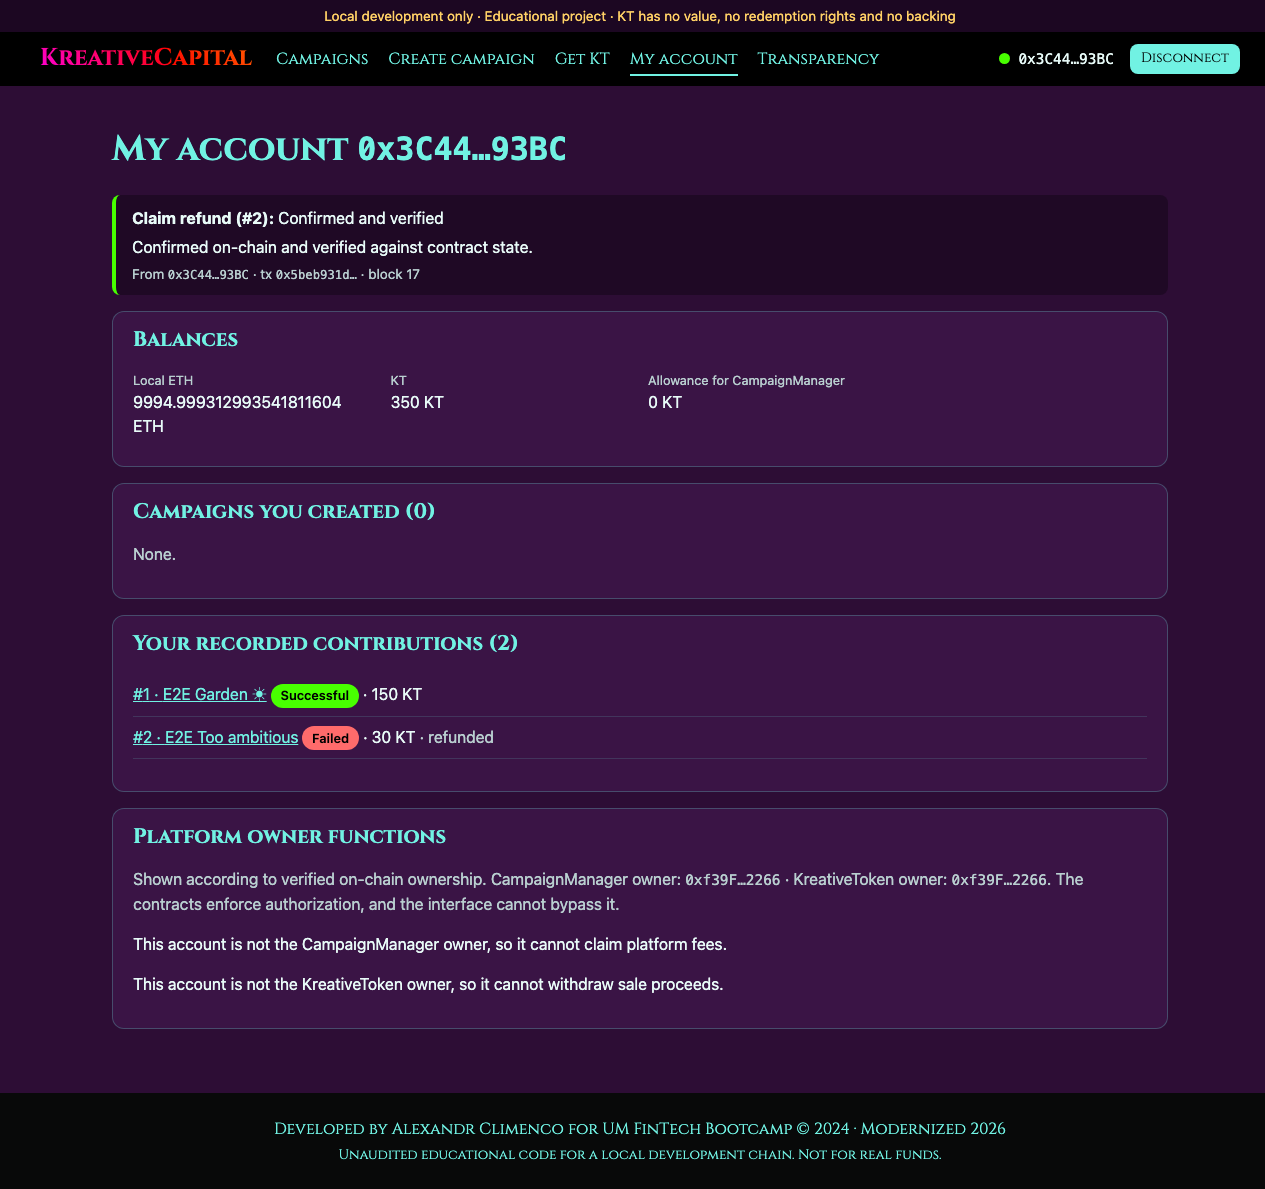 Local development only · Educational project · KT has no value, no redemption rights and no backing
KreativeCapital
Campaigns
Create campaign
Get KT
My account
Transparency
0x3C44…93BC
Disconnect
My account 0x3C44…93BC
Claim refund (#2): Confirmed and verified
Confirmed on-chain and verified against contract state.
From 0x3C44…93BC · tx 0x5beb931d… · block 17
Balances
Local ETH
9994.999312993541811604
ETH
KT
350 KT
Allowance for CampaignManager
0 KT
Campaigns you created (0)
None.
Your recorded contributions (2)
#1 · E2E Garden ☀ Successful · 150 KT
#2 · E2E Too ambitious Failed · 30 KT · refunded
Platform owner functions
Shown according to verified on-chain ownership. CampaignManager owner: 0xf39F…2266 · KreativeToken owner: 0xf39F…2266. The
contracts enforce authorization, and the interface cannot bypass it.
This account is not the CampaignManager owner, so it cannot claim platform fees.
This account is not the KreativeToken owner, so it cannot withdraw sale proceeds.
Developed by Alexandr Climenco for UM FinTech Bootcamp © 2024 · Modernized 2026
Unaudited educational code for a local development chain. Not for real funds.